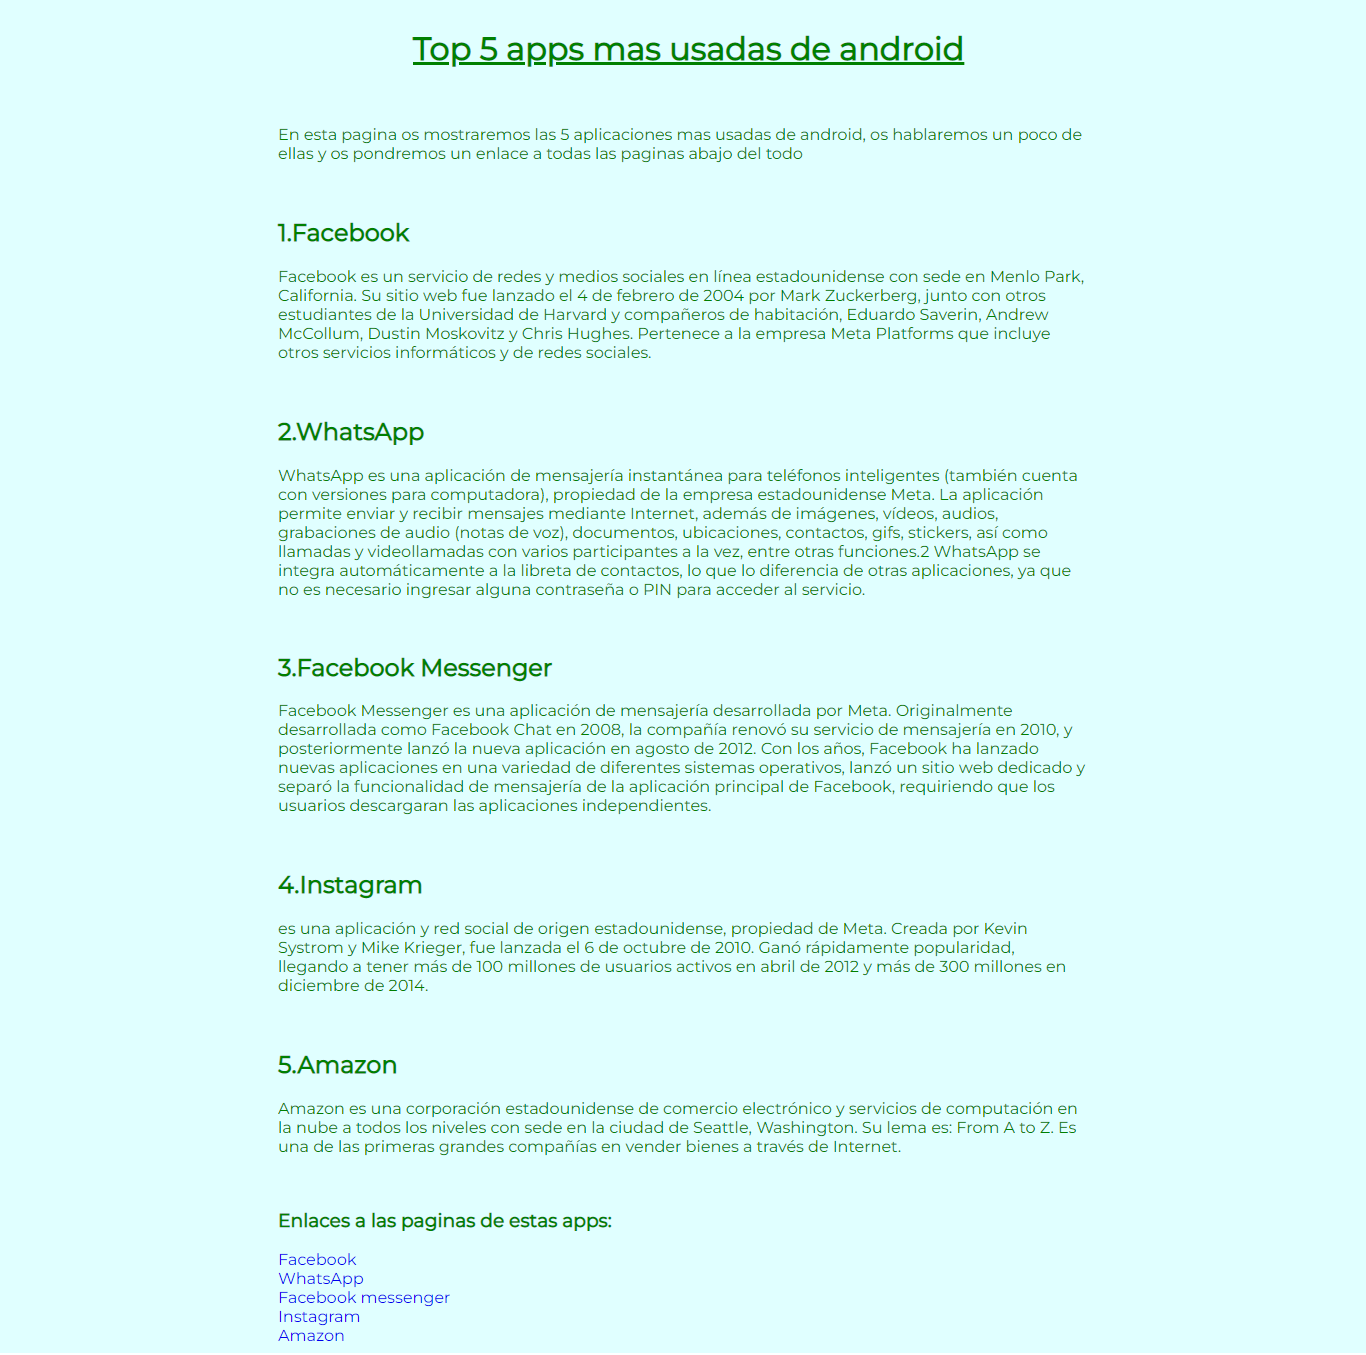 Top 5 apps mas usadas de android
En esta pagina os mostraremos las 5 aplicaciones mas usadas de android, os hablaremos un poco de
ellas y os pondremos un enlace a todas las paginas abajo del todo
1.Facebook
Facebook es un servicio de redes y medios sociales en línea estadounidense con sede en Menlo Park,
California. Su sitio web fue lanzado el 4 de febrero de 2004 por Mark Zuckerberg, junto con otros
estudiantes de la Universidad de Harvard y compañeros de habitación, Eduardo Saverin, Andrew
McCollum, Dustin Moskovitz y Chris Hughes. Pertenece a la empresa Meta Platforms que incluye
otros servicios informáticos y de redes sociales.
2.WhatsApp
WhatsApp es una aplicación de mensajería instantánea para teléfonos inteligentes (también cuenta
con versiones para computadora), propiedad de la empresa estadounidense Meta. La aplicación
permite enviar y recibir mensajes mediante Internet, además de imágenes, vídeos, audios,
grabaciones de audio (notas de voz), documentos, ubicaciones, contactos, gifs, stickers, así como
llamadas y videollamadas con varios participantes a la vez, entre otras funciones.2 WhatsApp se
integra automáticamente a la libreta de contactos, lo que lo diferencia de otras aplicaciones, ya que
no es necesario ingresar alguna contraseña o PIN para acceder al servicio.
3.Facebook Messenger
Facebook Messenger es una aplicación de mensajería desarrollada por Meta. Originalmente
desarrollada como Facebook Chat en 2008, la compañía renovó su servicio de mensajería en 2010, y
posteriormente lanzó la nueva aplicación en agosto de 2012. Con los años, Facebook ha lanzado
nuevas aplicaciones en una variedad de diferentes sistemas operativos, lanzó un sitio web dedicado y
separó la funcionalidad de mensajería de la aplicación principal de Facebook, requiriendo que los
usuarios descargaran las aplicaciones independientes.
4.Instagram
es una aplicación y red social de origen estadounidense, propiedad de Meta. Creada por Kevin
Systrom y Mike Krieger, fue lanzada el 6 de octubre de 2010. Ganó rápidamente popularidad,
llegando a tener más de 100 millones de usuarios activos en abril de 2012 y más de 300 millones en
diciembre de 2014.
5.Amazon
Amazon es una corporación estadounidense de comercio electrónico y servicios de computación en
la nube a todos los niveles con sede en la ciudad de Seattle, Washington. Su lema es: From A to Z. Es
una de las primeras grandes compañías en vender bienes a través de Internet.
Enlaces a las paginas de estas apps:
Facebook
WhatsApp
Facebook messenger
Instagram
Amazon